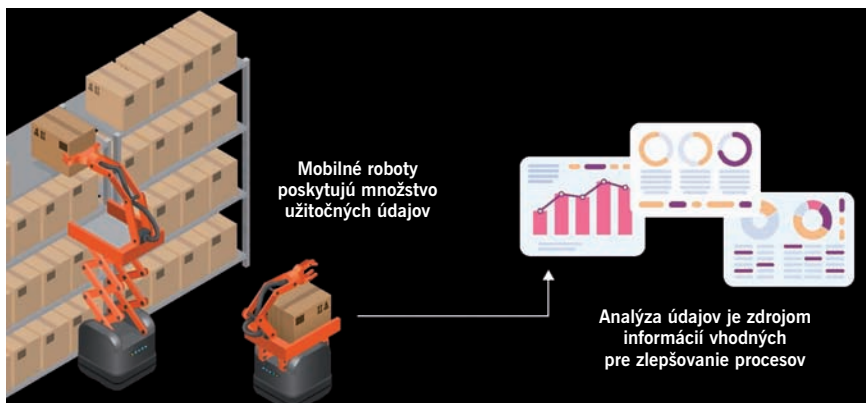 Mobilné roboty
poskytujú množstvo
užitočných údajov
Analýza údajov je zdrojom
informácií vhodných
pre zlepšovanie procesov